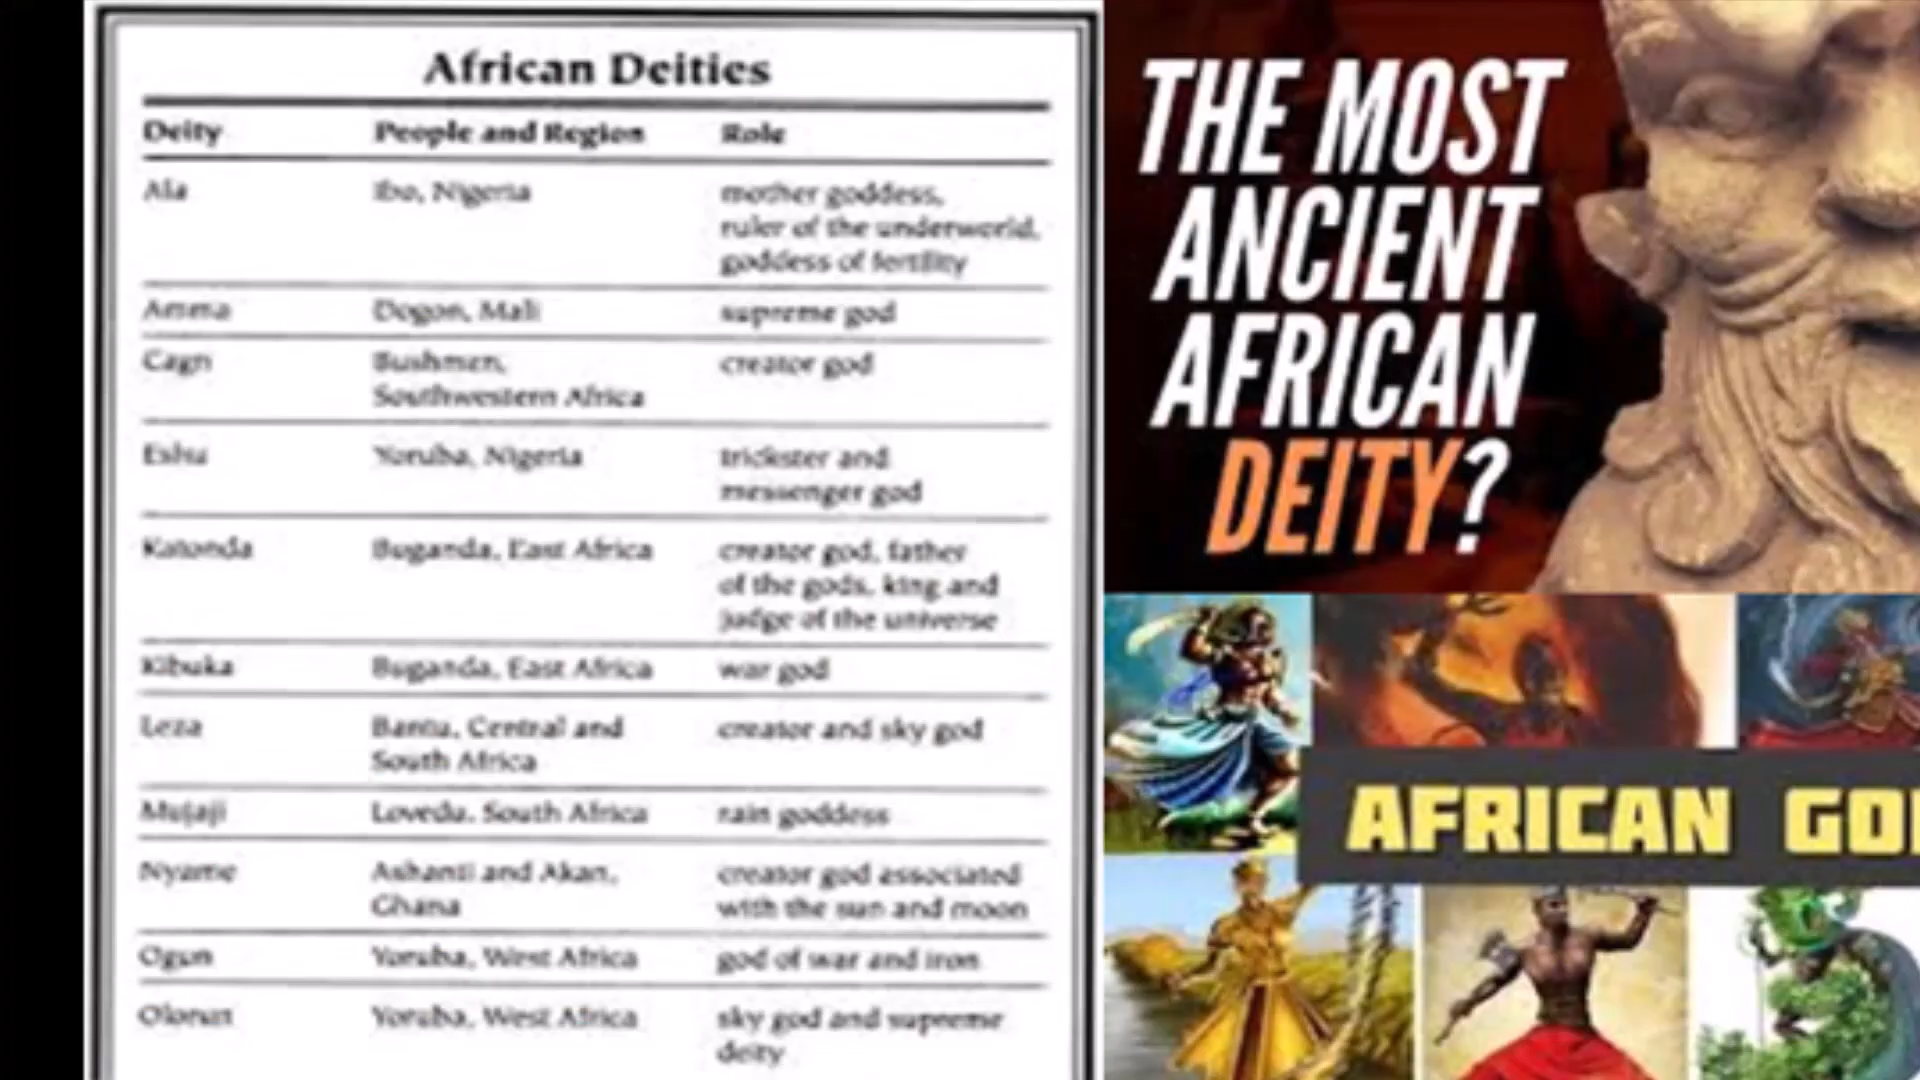 African Deities
Deity People and Region Role
Ala Ibo, Nigeria mother goddess,
ruler of the underworld,
goddess of fertility
Amma Dogon, Mali supreme god
Cagn Bushmen, creator god
Southwestern Africa
Eshu Yoruba, Nigeria trickster and
messenger god
Katonda Buganda, East Africa creator god, father
of the gods, king and
judge of the universe
Kibuka Buganda, East Africa war god
Leza Bantu, Central and creator and sky god
South Africa
Mujaji Lovedu, South Africa rain goddess
Nyame Ashanti and Akan, creator god associated
Ghana with the sun and moon
Ogun Yoruba, West Africa god of war and iron
Olorun Yoruba, West Africa sky god and supreme
deity
THE MOST
ANCIENT
AFRICAN
DEITY?
AFRICAN GO